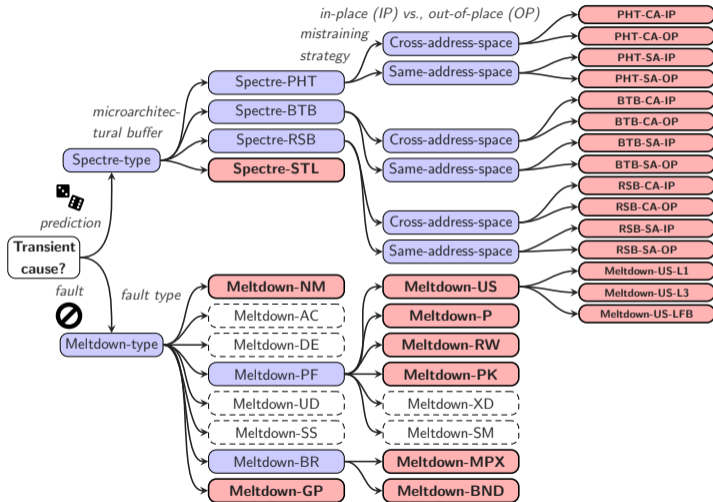 in-place (IP) vs., out-of-place (OP)
mistraining
strategy
microarchitec-
tural buffer
prediction
Transient
cause?
fault
fault type
Spectre-type
Meltdown-type
Spectre-PHT
Spectre-BTB
Spectre-RSB
Spectre-STL
Cross-address-space
Same-address-space
Cross-address-space
Same-address-space
Cross-address-space
Same-address-space
PHT-CA-IP
PHT-CA-OP
PHT-SA-IP
PHT-SA-OP
BTB-CA-IP
BTB-CA-OP
BTB-SA-IP
BTB-SA-OP
RSB-CA-IP
RSB-CA-OP
RSB-SA-IP
RSB-SA-OP
Meltdown-NM
Meltdown-AC
Meltdown-DE
Meltdown-PF
Meltdown-UD
Meltdown-SS
Meltdown-BR
Meltdown-GP
Meltdown-US
Meltdown-P
Meltdown-RW
Meltdown-PK
Meltdown-XD
Meltdown-SM
Meltdown-MPX
Meltdown-BND
Meltdown-US-L1
Meltdown-US-L3
Meltdown-US-LFB